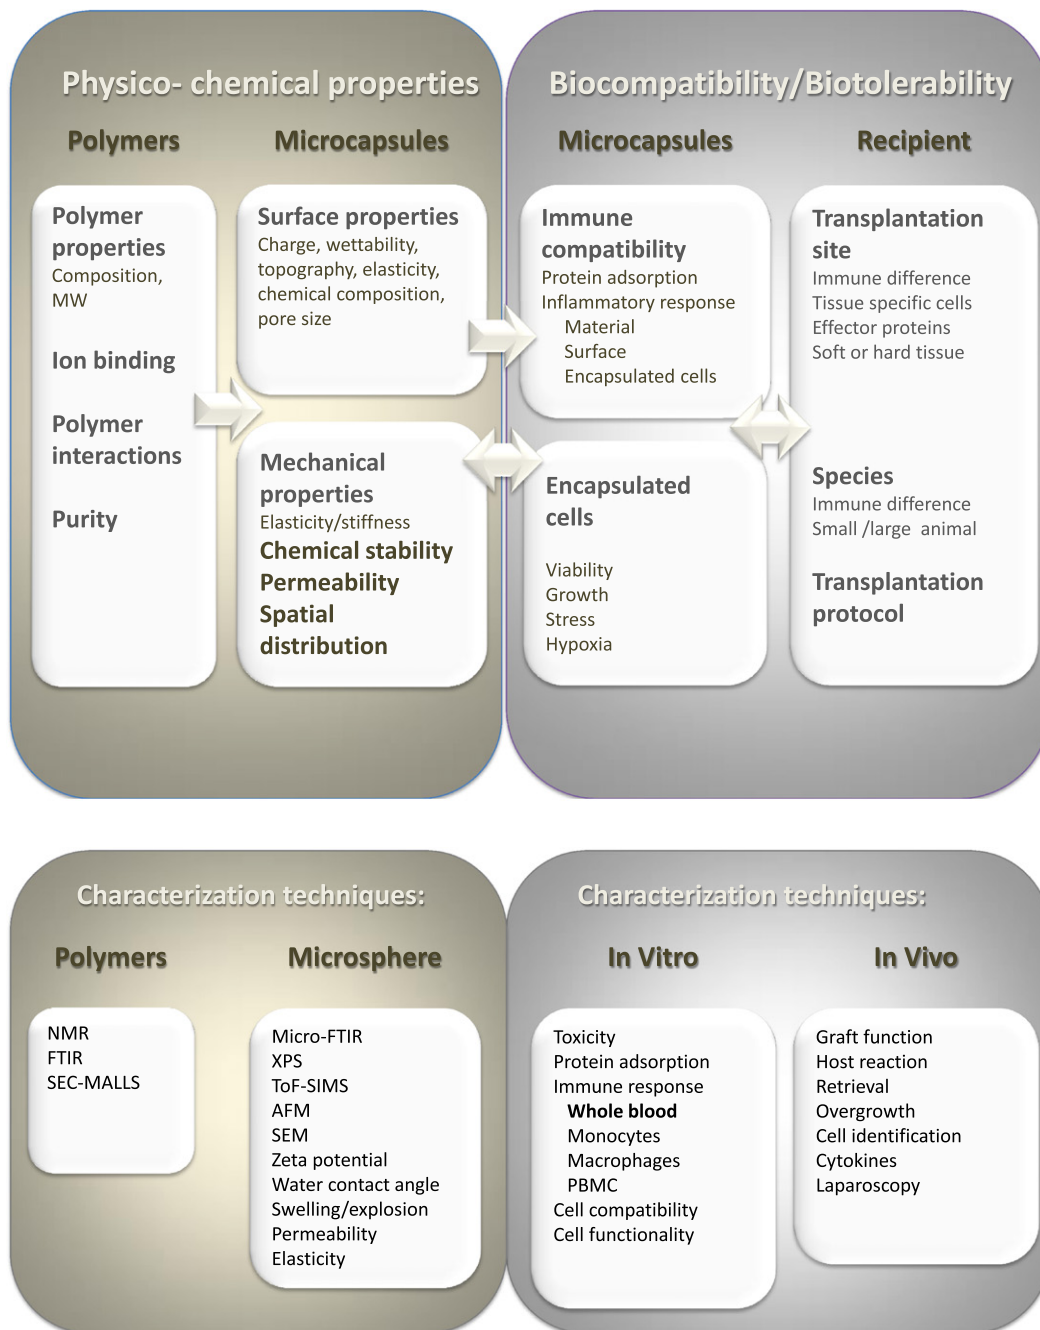 Physico- chemical properties
Polymers
Microcapsules
Polymer
properties
Composition,
MW
Ion binding
Polymer
interactions
Purity
Surface properties
Charge, wettability,
topography, elasticity,
chemical composition,
pore size
Mechanical
properties
Elasticity/stiffness
Chemical stability
Permeability
Spatial
distribution
Biocompatibility/Biotolerability
Microcapsules
Recipient
Immune
compatibility
Protein adsorption
Inflammatory response
Material
Surface
Encapsulated cells
Encapsulated
cells
Viability
Growth
Stress
Hypoxia
Transplantation
site
Immune difference
Tissue specific cells
Effector proteins
Soft or hard tissue
Species
Immune difference
Small /large animal
Transplantation
protocol
Characterization techniques:
Polymers
Microsphere
NMR
FTIR
SEC-MALLS
Micro-FTIR
XPS
ToF-SIMS
AFM
SEM
Zeta potential
Water contact angle
Swelling/explosion
Permeability
Elasticity
Characterization techniques:
In Vitro
In Vivo
Toxicity
Protein adsorption
Immune response
Whole blood
Monocytes
Macrophages
PBMC
Cell compatibility
Cell functionality
Graft function
Host reaction
Retrieval
Overgrowth
Cell identification
Cytokines
Laparoscopy